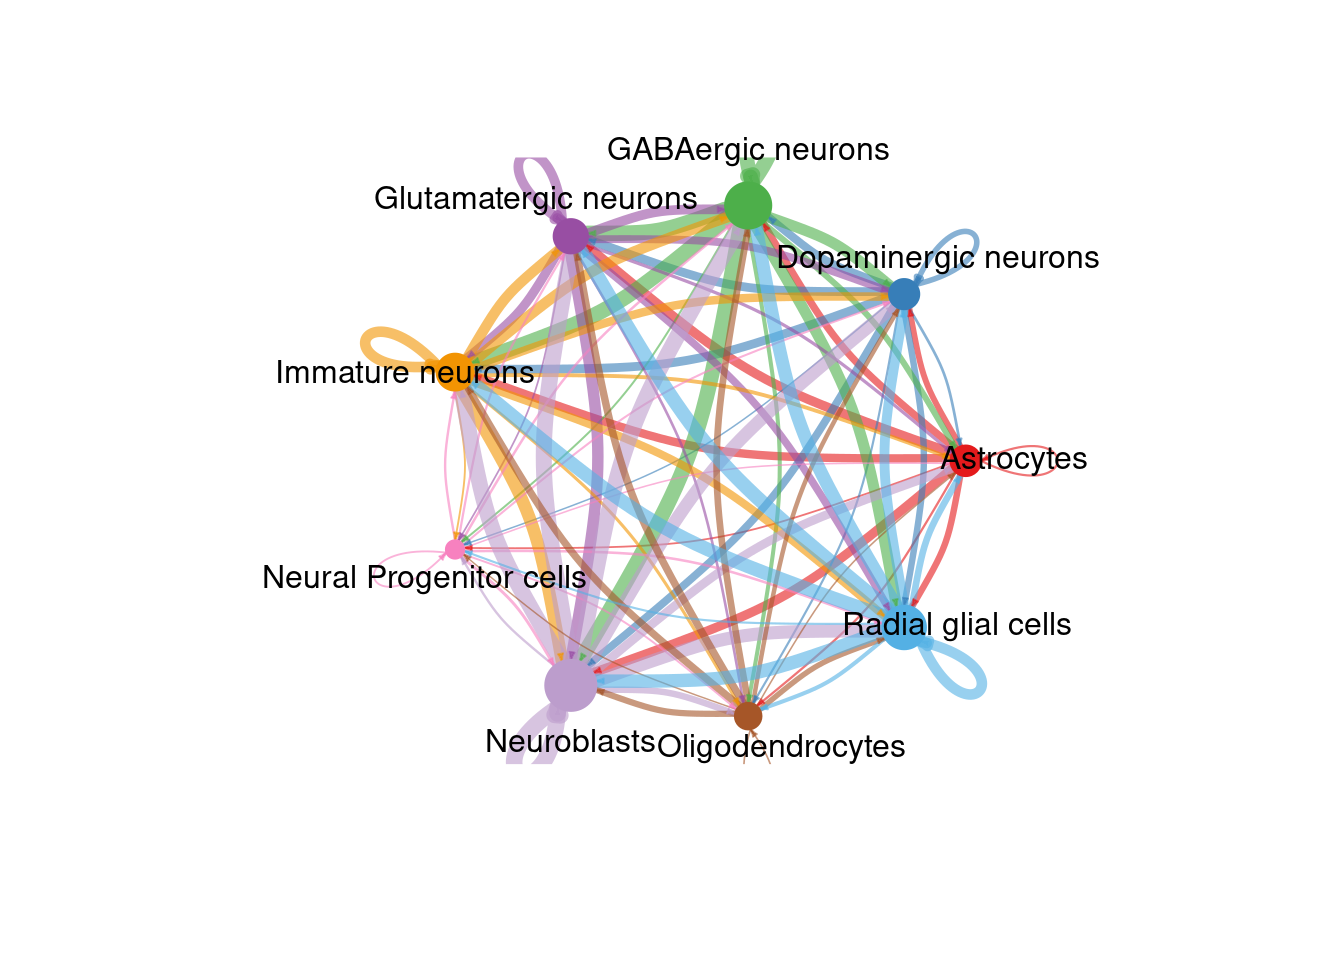 GABAergic neurons
Glutamatergic neurons
Dopaminergic neurons
Immature neurons
Astrocytes
Neural Progenitor cells
Radial glial cells
Neuroblasts
Oligodendrocytes